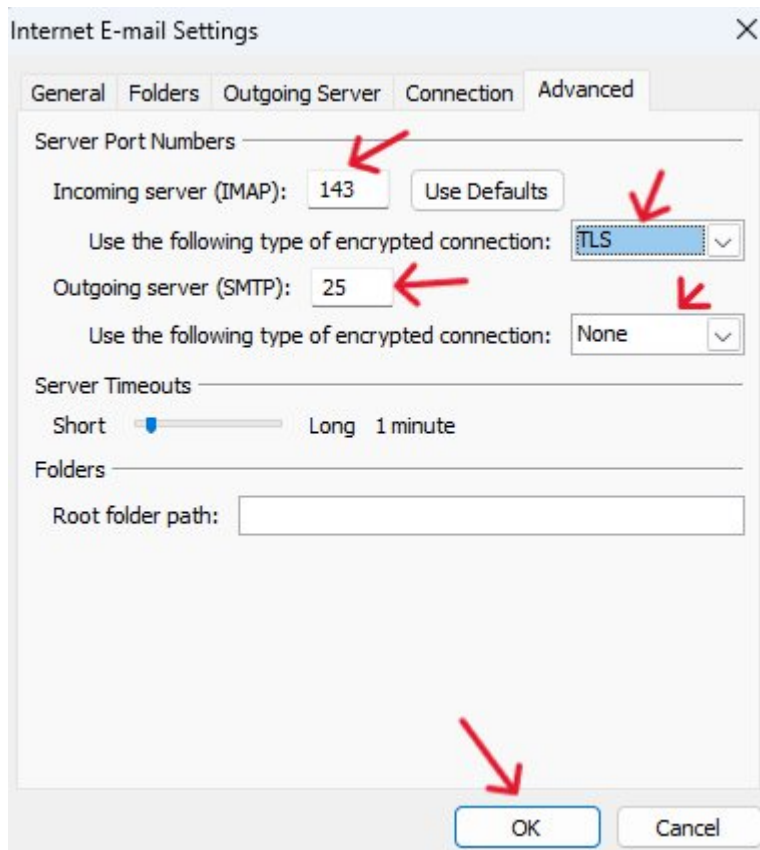 Internet E-mail Settings
General Folders Outgoing Server Connection Advanced
Server Port Numbers
Incoming server (IMAP): 143 Use Defaults
Use the following type of encrypted connection: TLS
Outgoing server (SMTP): 25
Use the following type of encrypted connection: None
Server Timeouts
Short Long 1 minute
Folders
Root folder path:
OK Cancel